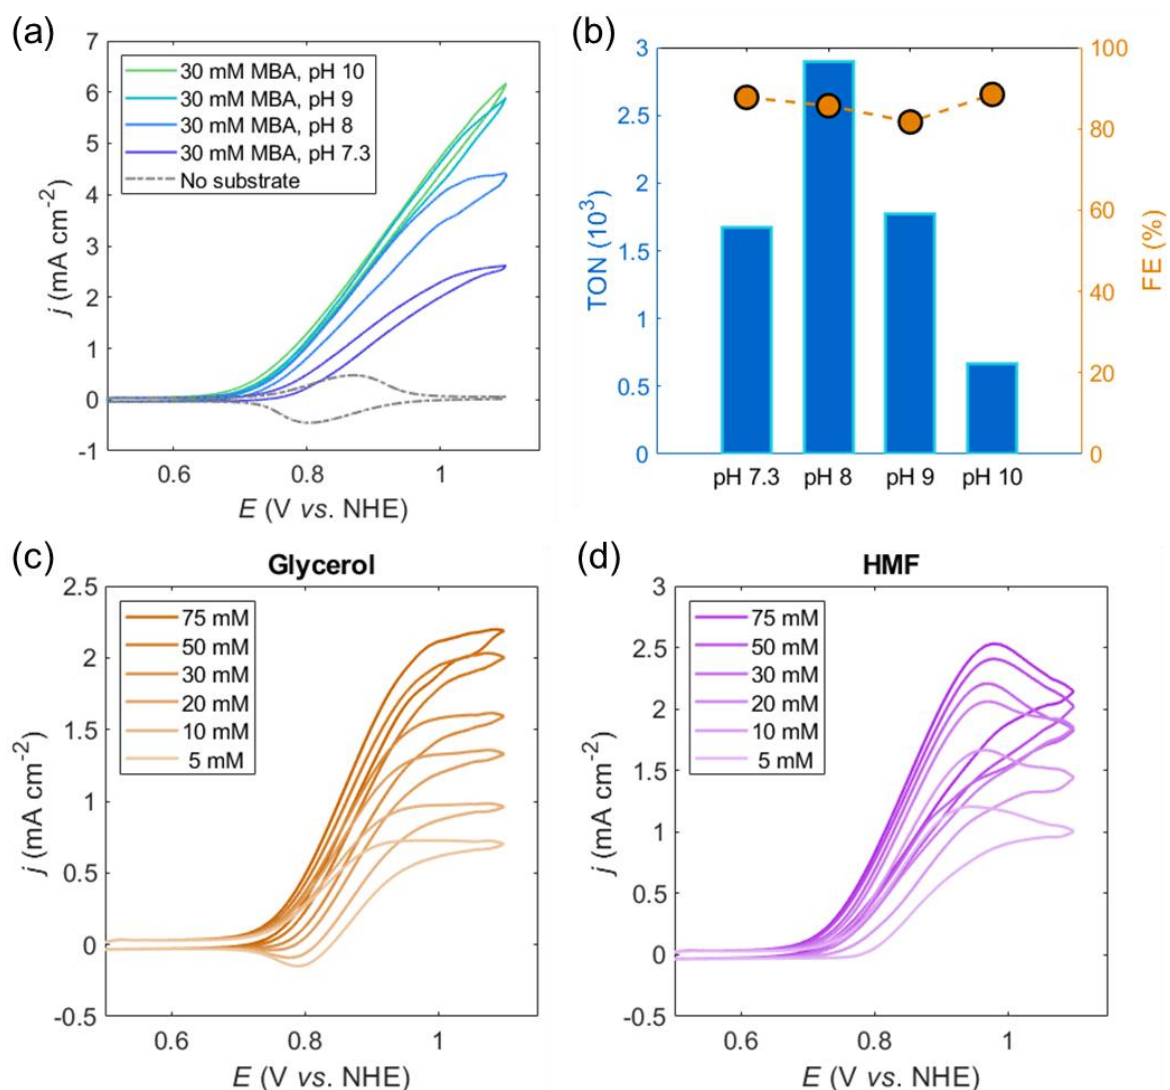 (a)
7
6
5
4
3
2
1
0
-1
j (mA cm⁻²)
30 mM MBA, pH 10
30 mM MBA, pH 9
30 mM MBA, pH 8
30 mM MBA, pH 7.3
No substrate
0.6 0.8 1
E (V vs. NHE)
(b)
3
2.5
2
1.5
1
0.5
0
TON (10³)
100
80
60
40
20
0
FE (%)
pH 7.3 pH 8 pH 9 pH 10
(c)
Glycerol
2.5
2
1.5
1
0.5
0
-0.5
j (mA cm⁻²)
75 mM
50 mM
30 mM
20 mM
10 mM
5 mM
0.6 0.8 1
E (V vs. NHE)
(d)
HMF
3
2.5
2
1.5
1
0.5
0
-0.5
j (mA cm⁻²)
75 mM
50 mM
30 mM
20 mM
10 mM
5 mM
0.6 0.8 1
E (V vs. NHE)